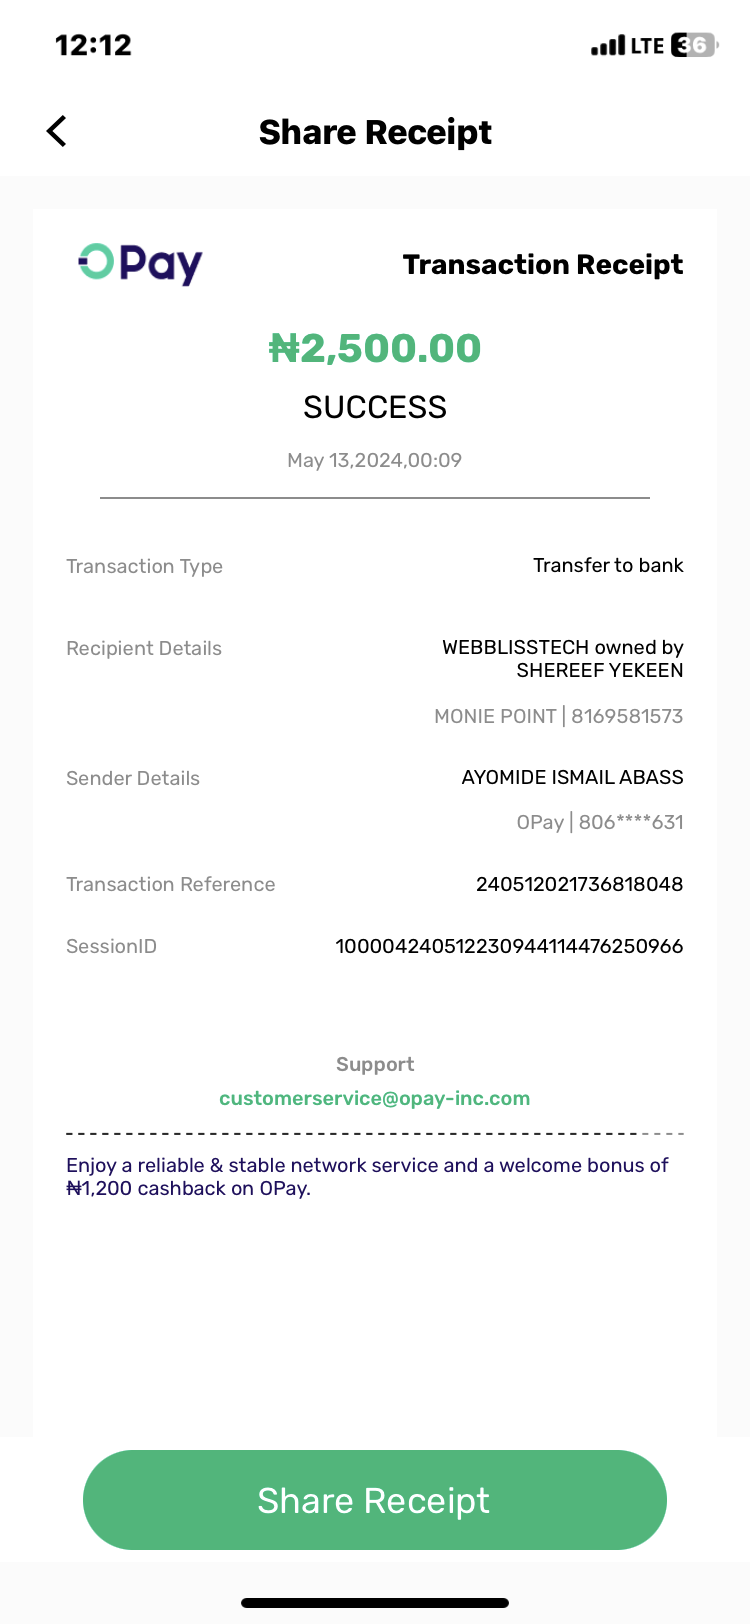 12:12 LTE 36
Share Receipt
OPay Transaction Receipt
₦2,500.00
SUCCESS
May 13,2024,00:09
Transaction Type Transfer to bank
Recipient Details WEBBLISSTECH owned by
SHEREEF YEKEEN
MONIE POINT | 8169581573
Sender Details AYOMIDE ISMAIL ABASS
OPay | 806****631
Transaction Reference 240512021736818048
SessionID 100004240512230944114476250966
Support
customerservice@opay-inc.com
Enjoy a reliable & stable network service and a welcome bonus of
₦1,200 cashback on OPay.
Share Receipt